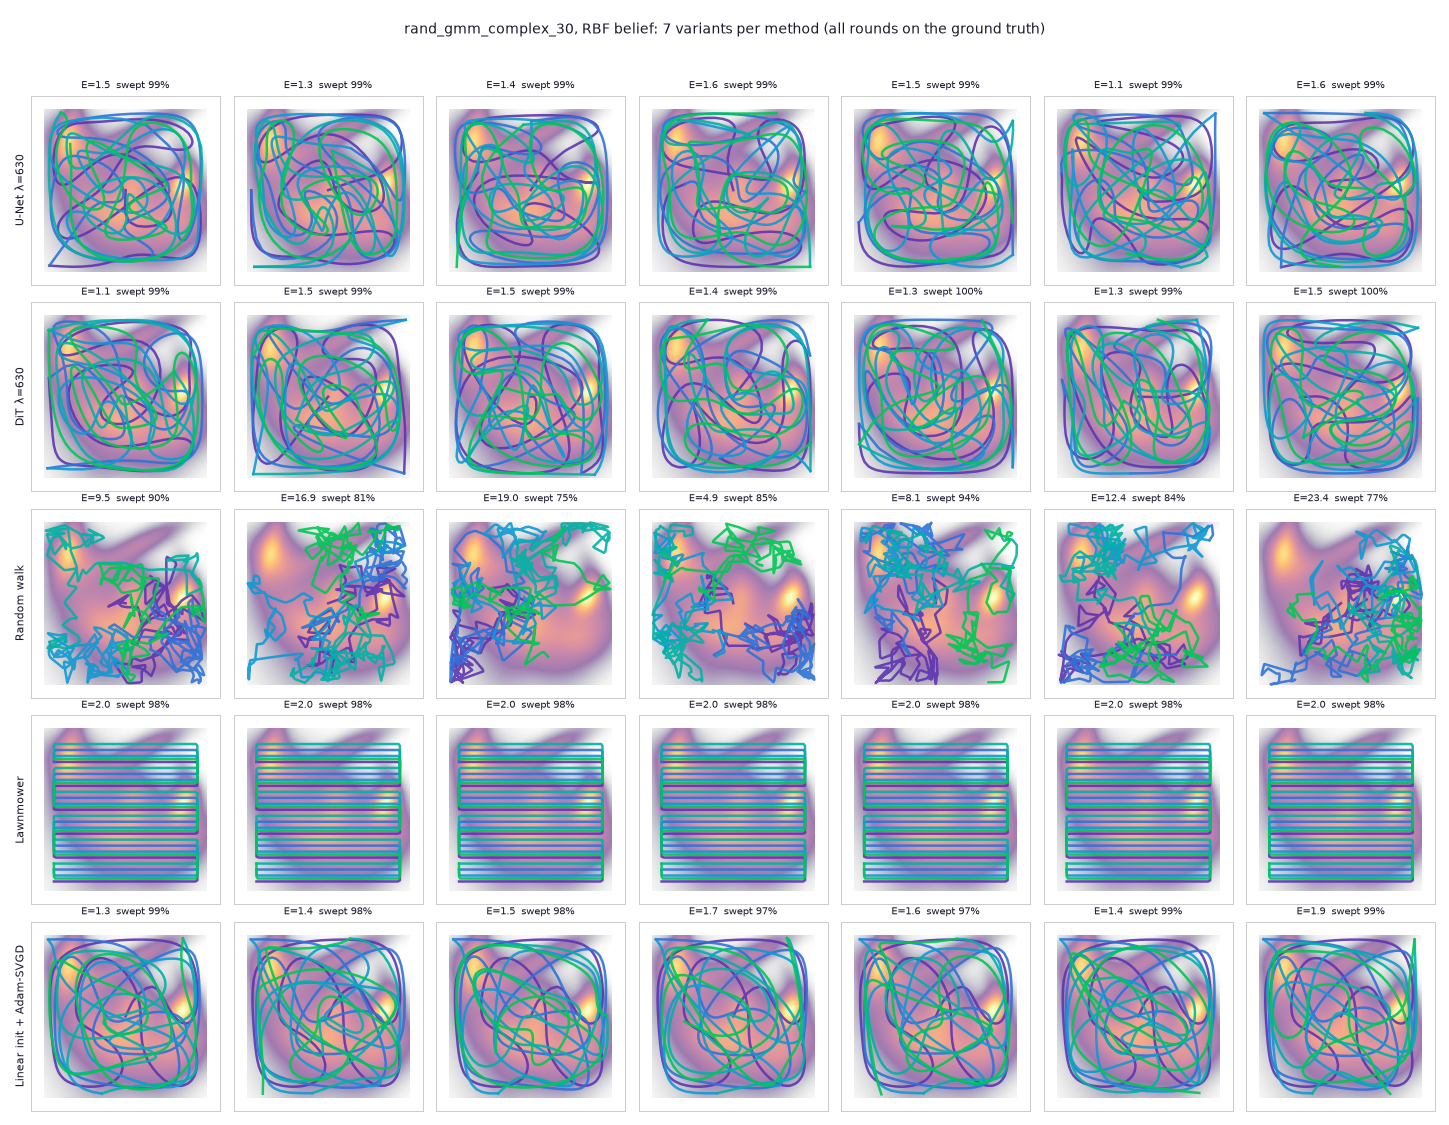 rand_gmm_complex_30, RBF belief: 7 variants per method (all rounds on the ground truth)
E=1.5 swept 99%
E=1.3 swept 99%
E=1.4 swept 99%
E=1.6 swept 99%
E=1.5 swept 99%
E=1.1 swept 99%
E=1.6 swept 99%
U-Net λ=630
E=1.1 swept 99%
E=1.5 swept 99%
E=1.5 swept 99%
E=1.4 swept 99%
E=1.3 swept 100%
E=1.3 swept 99%
E=1.5 swept 100%
DiT λ=630
E=9.5 swept 90%
E=16.9 swept 81%
E=19.0 swept 75%
E=4.9 swept 85%
E=8.1 swept 94%
E=12.4 swept 84%
E=23.4 swept 77%
Random walk
E=2.0 swept 98%
E=2.0 swept 98%
E=2.0 swept 98%
E=2.0 swept 98%
E=2.0 swept 98%
E=2.0 swept 98%
E=2.0 swept 98%
Lawnmower
E=1.3 swept 99%
E=1.4 swept 98%
E=1.5 swept 98%
E=1.7 swept 97%
E=1.6 swept 97%
E=1.4 swept 99%
E=1.9 swept 99%
Linear init + Adam-SVGD